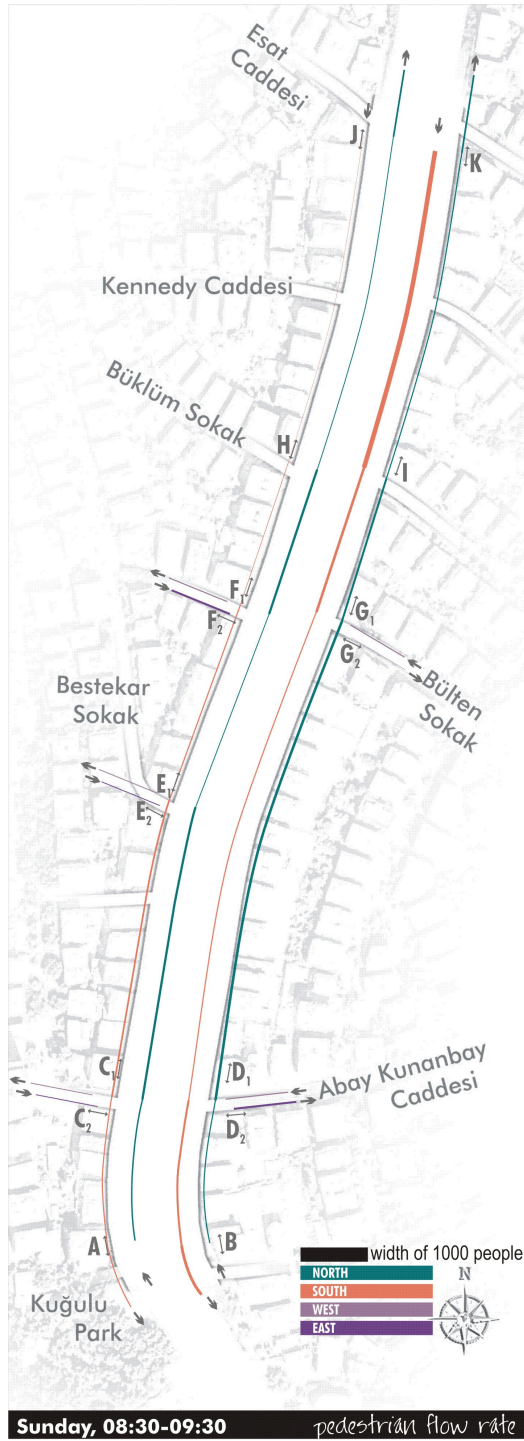 Esat
Caddesi
J
K
Kennedy Caddesi
Büklüm Sokak
H
I
F1
F2
G1
G2
Bülten
Sokak
Bestekar
Sokak
E1
E2
C1
C2
D1
D2
Abay Kunanbay
Caddesi
A
B
Kuğulu
Park
width of 1000 people
NORTH
SOUTH
WEST
EAST
N
Sunday, 08:30-09:30 pedestrian flow rate